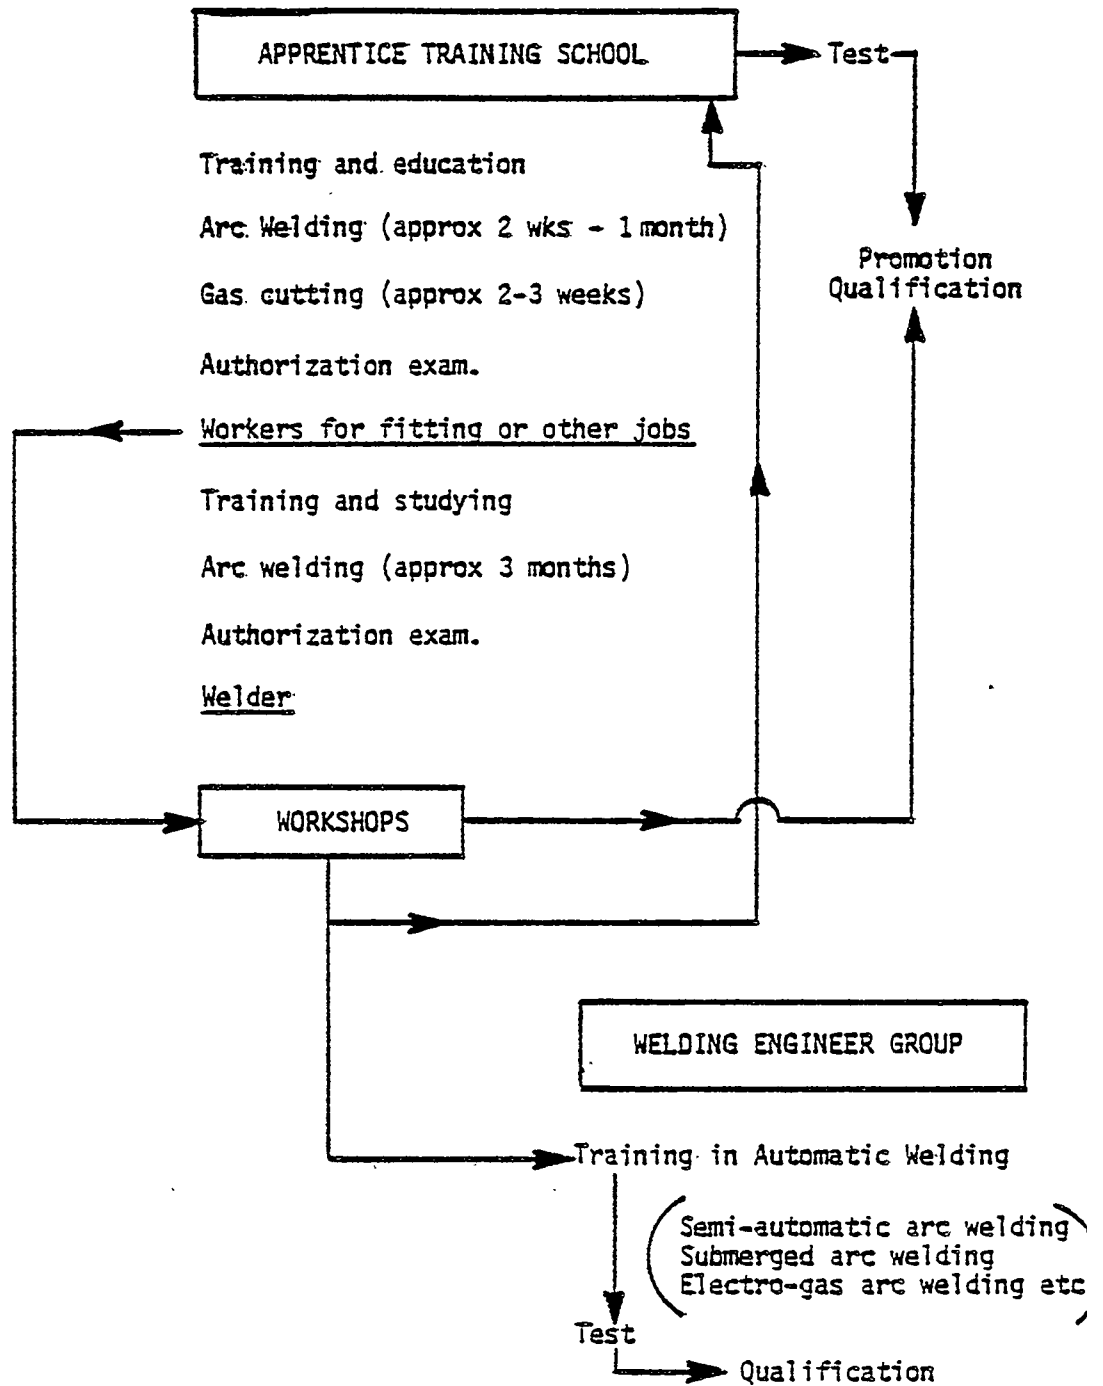 APPRENTICE TRAINING SCHOOL
Test
Training and education
Arc Welding (approx 2 wks - 1 month)
Promotion
Qualification
Gas cutting (approx 2-3 weeks)
Authorization exam.
Workers for fitting or other jobs
Training and studying
Arc welding (approx 3 months)
Authorization exam.
Welder
WORKSHOPS
WELDING ENGINEER GROUP
Training in Automatic Welding
(Semi-automatic arc welding)
Submerged arc welding
Electro-gas arc welding etc
Test
Qualification